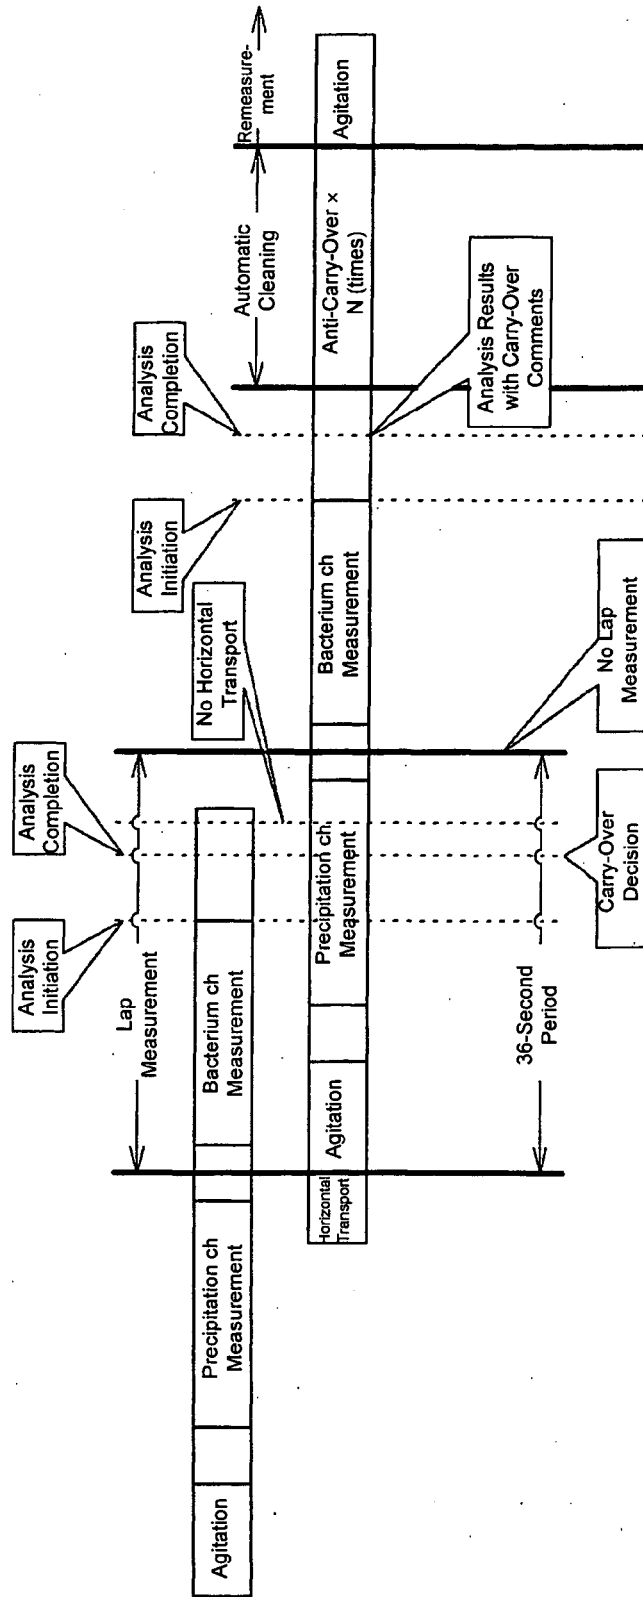 Analysis
Initiation
Analysis
Completion
Lap
Measurement
Analysis
Initiation
Analysis
Completion
No Horizontal
Transport
Automatic
Cleaning
Remeasure-
ment
Agitation
Precipitation ch
Measurement
Bacterium ch
Measurement
Horizontal
Transport
Agitation
Precipitation ch
Measurement
Bacterium ch
Measurement
Anti-Carry-Over ×
N (times)
Agitation
Analysis Results
with Carry-Over
Comments
36-Second
Period
Carry-Over
Decision
No Lap
Measurement